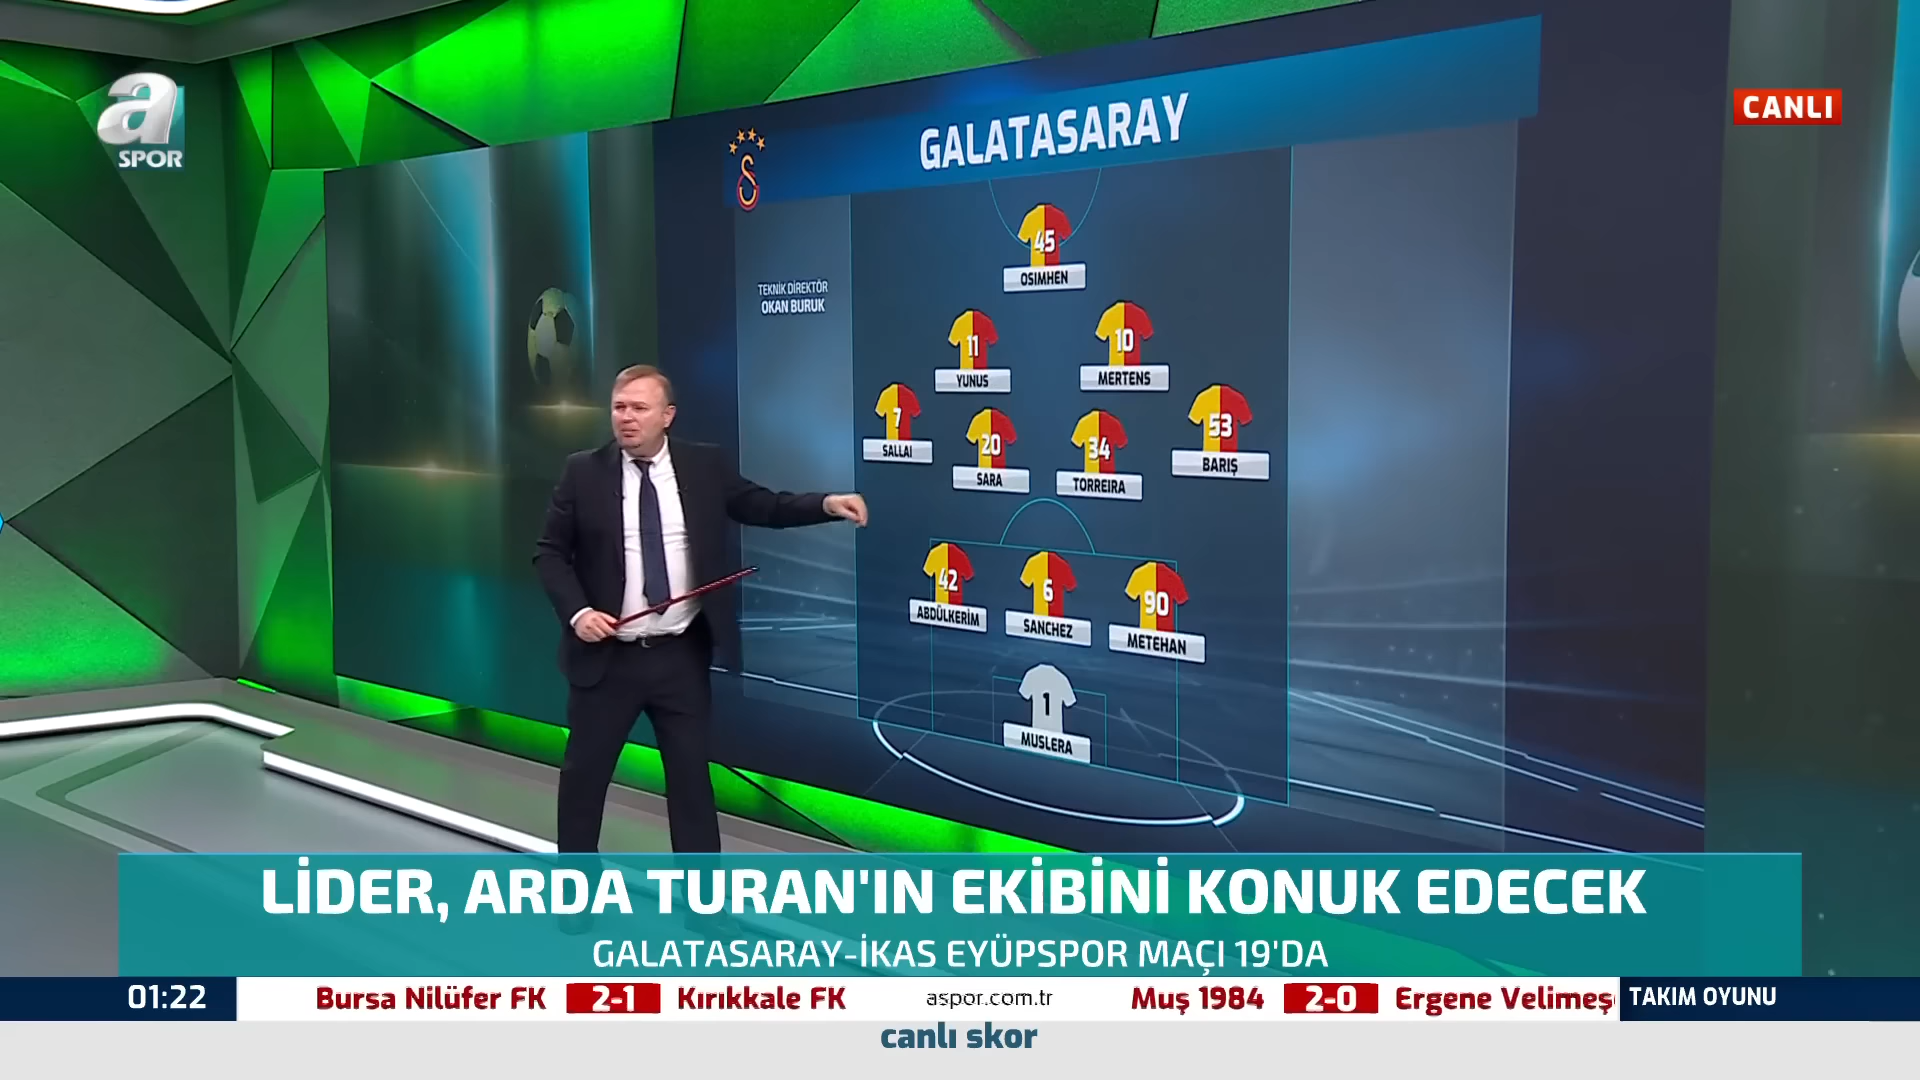 a
SPOR
CANLI
GALATASARAY
TEKNİK DİREKTÖR
OKAN BURUK
45
OSIMHEN
11
YUNUS
10
MERTENS
7
SALLAI
20
SARA
34
TORREIRA
53
BARIŞ
42
ABDÜLKERİM
6
SANCHEZ
90
METEHAN
1
MUSLERA
LİDER, ARDA TURAN'IN EKİBİNİ KONUK EDECEK
GALATASARAY-İKAS EYÜPSPOR MAÇI 19'DA
01:22 Bursa Nilüfer FK 2-1 Kırıkkale FK aspor.com.tr Muş 1984 2-0 Ergene Velimeş TAKIM OYUNU
canlı skor